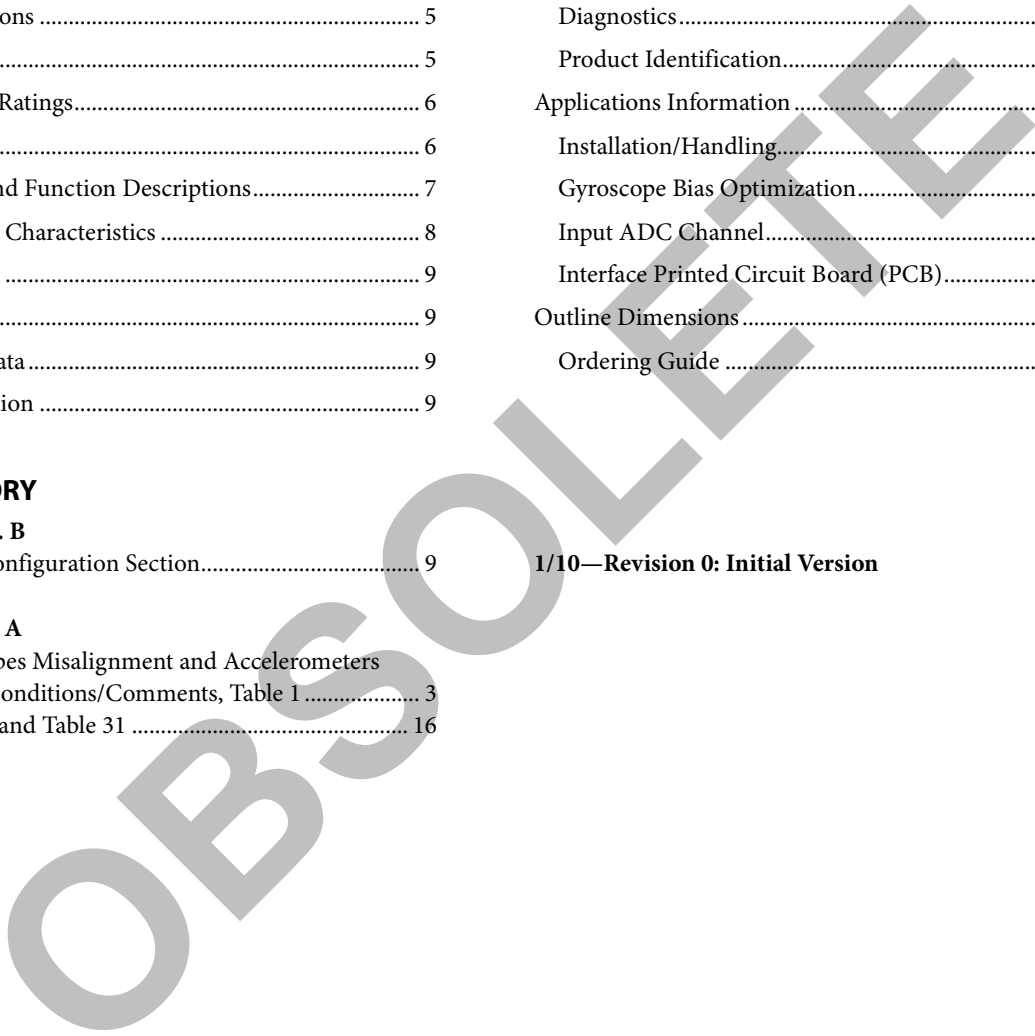 ons ........ 5
........ 5
Ratings........ 6
........ 6
nd Function Descriptions........ 7
Characteristics ........ 8
........ 9
........ 9
ata ........ 9
ion ........ 9
Diagnostics........
Product Identification........
Applications Information ........
Installation/Handling........
Gyroscope Bias Optimization........
Input ADC Channel........
Interface Printed Circuit Board (PCB)........
Outline Dimensions ........
Ordering Guide ........
ORY
. B
onfiguration Section........ 9
A
pes Misalignment and Accelerometers
onditions/Comments, Table 1 ........ 3
and Table 31 ........ 16
1/10—Revision 0: Initial Version
OBSOLETE